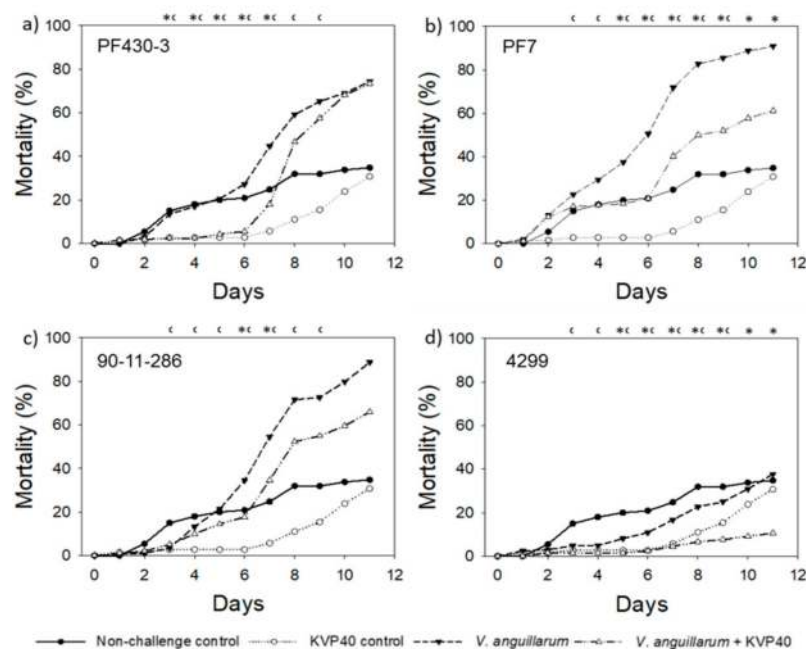 a)
*c *c *c *c *c c c
PF430-3
Mortality (%)
100
80
60
40
20
0
0 2 4 6 8 10 12
Days
b)
c c *c *c *c *c *c * *
PF7
Mortality (%)
100
80
60
40
20
0
0 2 4 6 8 10 12
Days
c)
c c c *c *c c c
90-11-286
Mortality (%)
100
80
60
40
20
0
0 2 4 6 8 10 12
Days
d)
c c *c *c *c *c *c * *
4299
Mortality (%)
100
80
60
40
20
0
0 2 4 6 8 10 12
Days
Non-challenge control KVP40 control V. anguillarum V. anguillarum + KVP40